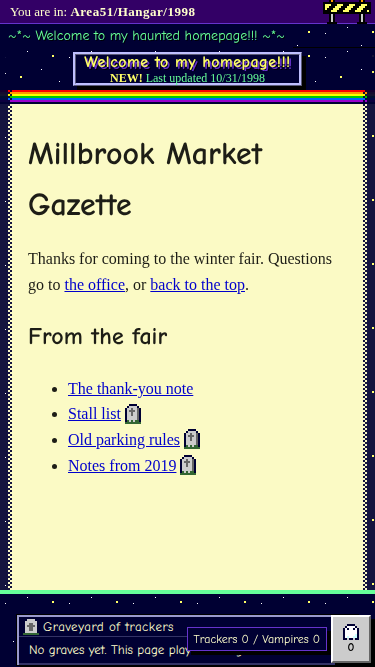 You are in: Area51/Hangar/1998
~*~ Welcome to my haunted homepage!!! ~*~
Welcome to my homepage!!!
NEW! Last updated 10/31/1998
Millbrook Market
Gazette
Thanks for coming to the winter fair. Questions
go to the office, or back to the top.
From the fair
The thank-you note
Stall list
Old parking rules
Notes from 2019
Graveyard of trackers
No graves yet. This page play
Trackers 0 / Vampires 0
0